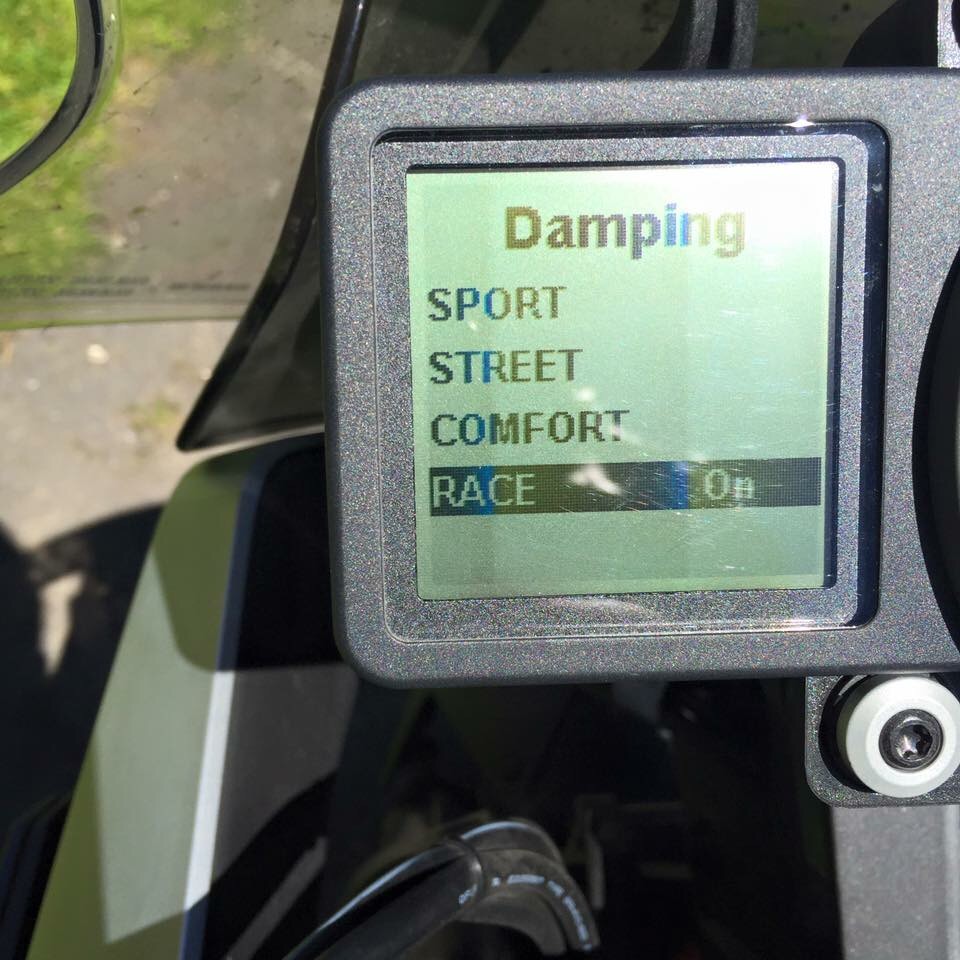 Damping
SPORT
STREET
COMFORT
RACE On